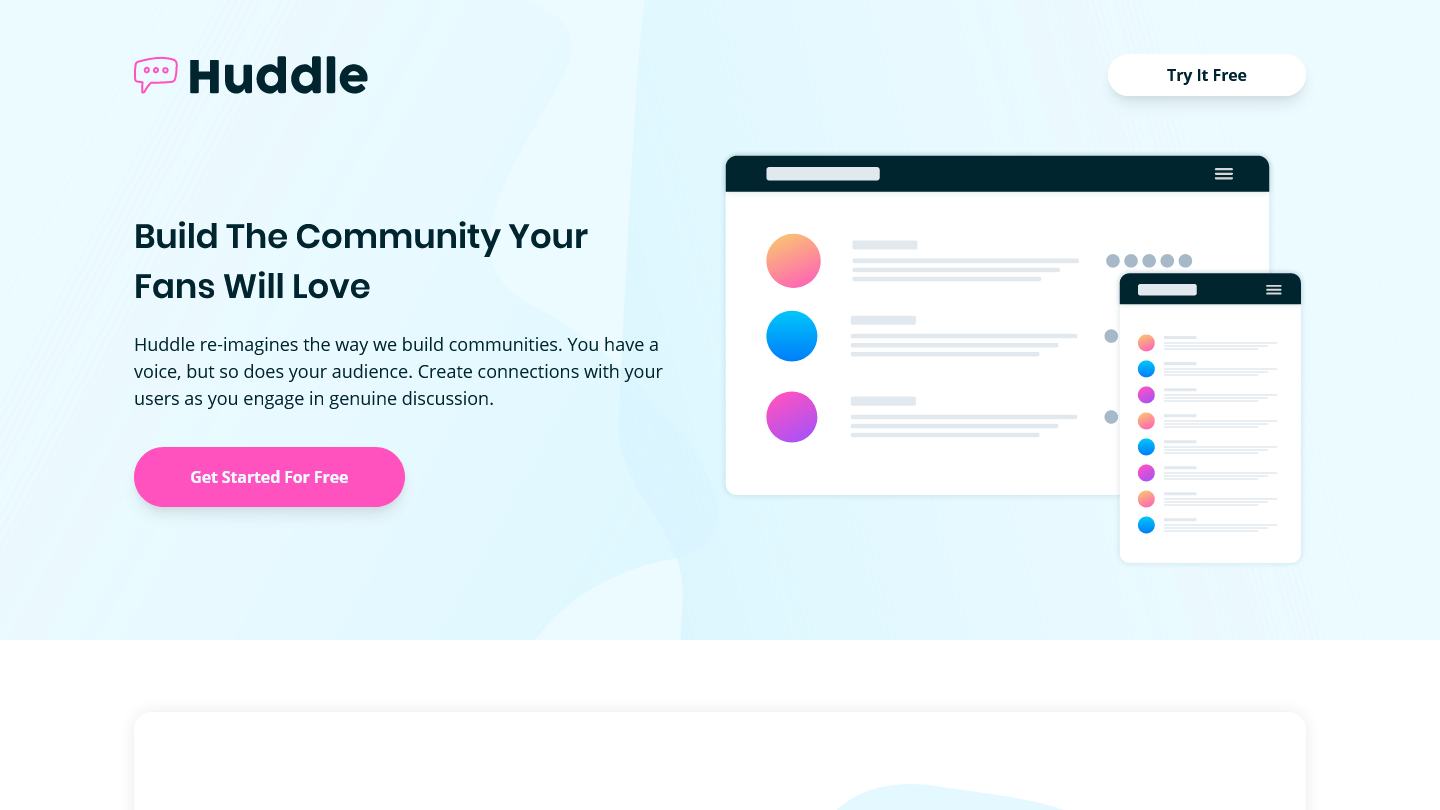 Huddle
Try It Free
Build The Community Your
Fans Will Love
Huddle re-imagines the way we build communities. You have a
voice, but so does your audience. Create connections with your
users as you engage in genuine discussion.
Get Started For Free